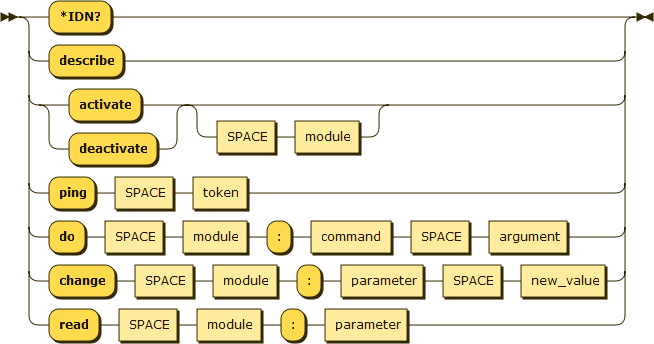 *IDN?
describe
activate
deactivate SPACE module
ping SPACE token
do SPACE module : command SPACE argument
change SPACE module : parameter SPACE new_value
read SPACE module : parameter